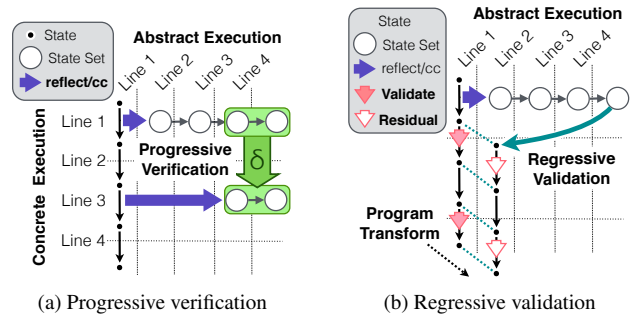 Abstract Execution
State
State Set
reflect/cc
Line 1
Line 2
Line 3
Line 4
Concrete Execution
Line 1
Line 2
Line 3
Line 4
Progressive
Verification
δ
(a) Progressive verification
Abstract Execution
State
State Set
reflect/cc
Validate
Residual
Line 1
Line 2
Line 3
Line 4
Regressive
Validation
Program
Transform
(b) Regressive validation